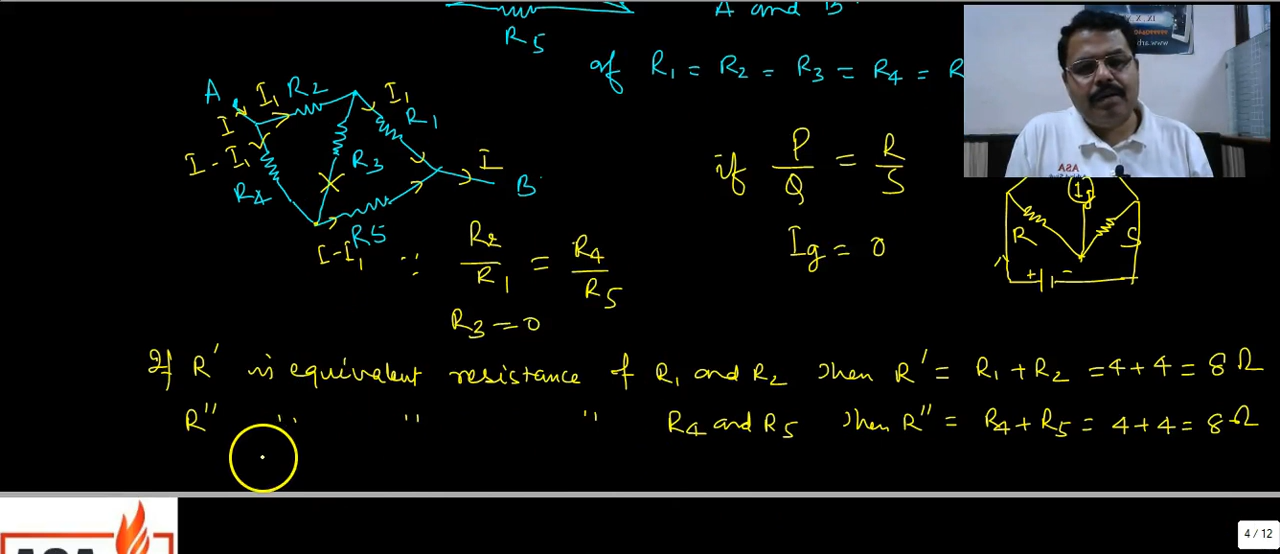 R5
A and B
If R1 = R2 = R3 = R4 = R
A I1 R2 I1
I R1
I - I1 R3 I
R4 B
R5
I-I1
∵ R2/R1 = R4/R5
R3 = 0
if P/Q = R/S
Ig = 0
Ig
R S
+ -
If R' is equivalent resistance of R1 and R2 then R' = R1 + R2 = 4 + 4 = 8 Ω
R'' '' '' '' R4 and R5 then R'' = R4 + R5 = 4 + 4 = 8 Ω
ASA
4 / 12